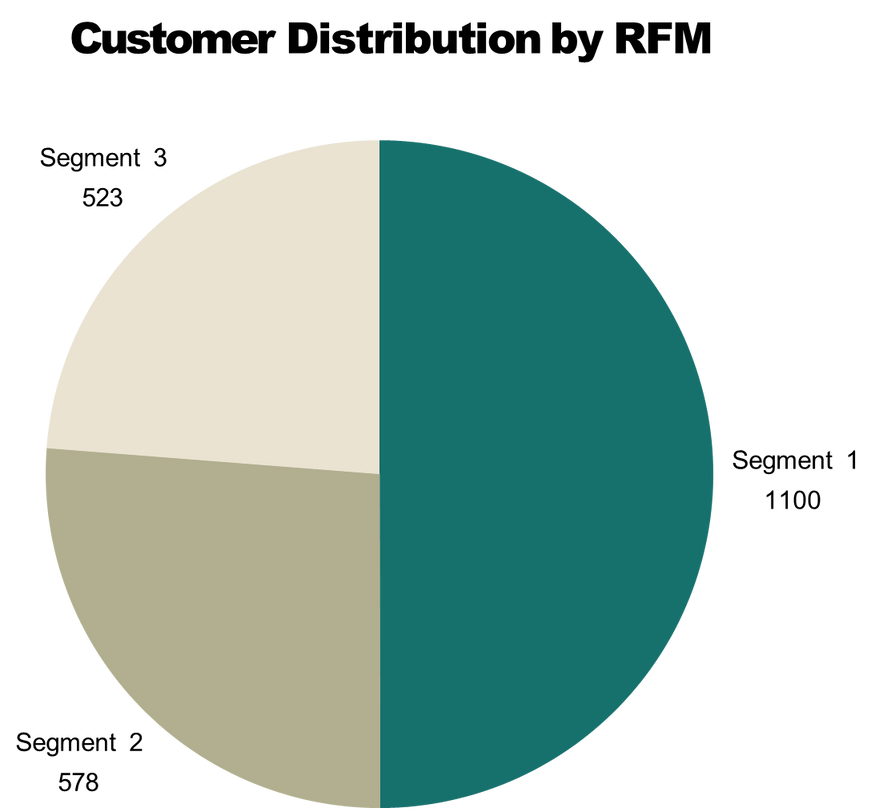 Customer Distribution by RFM
Segment 3
523
Segment 1
1100
Segment 2
578